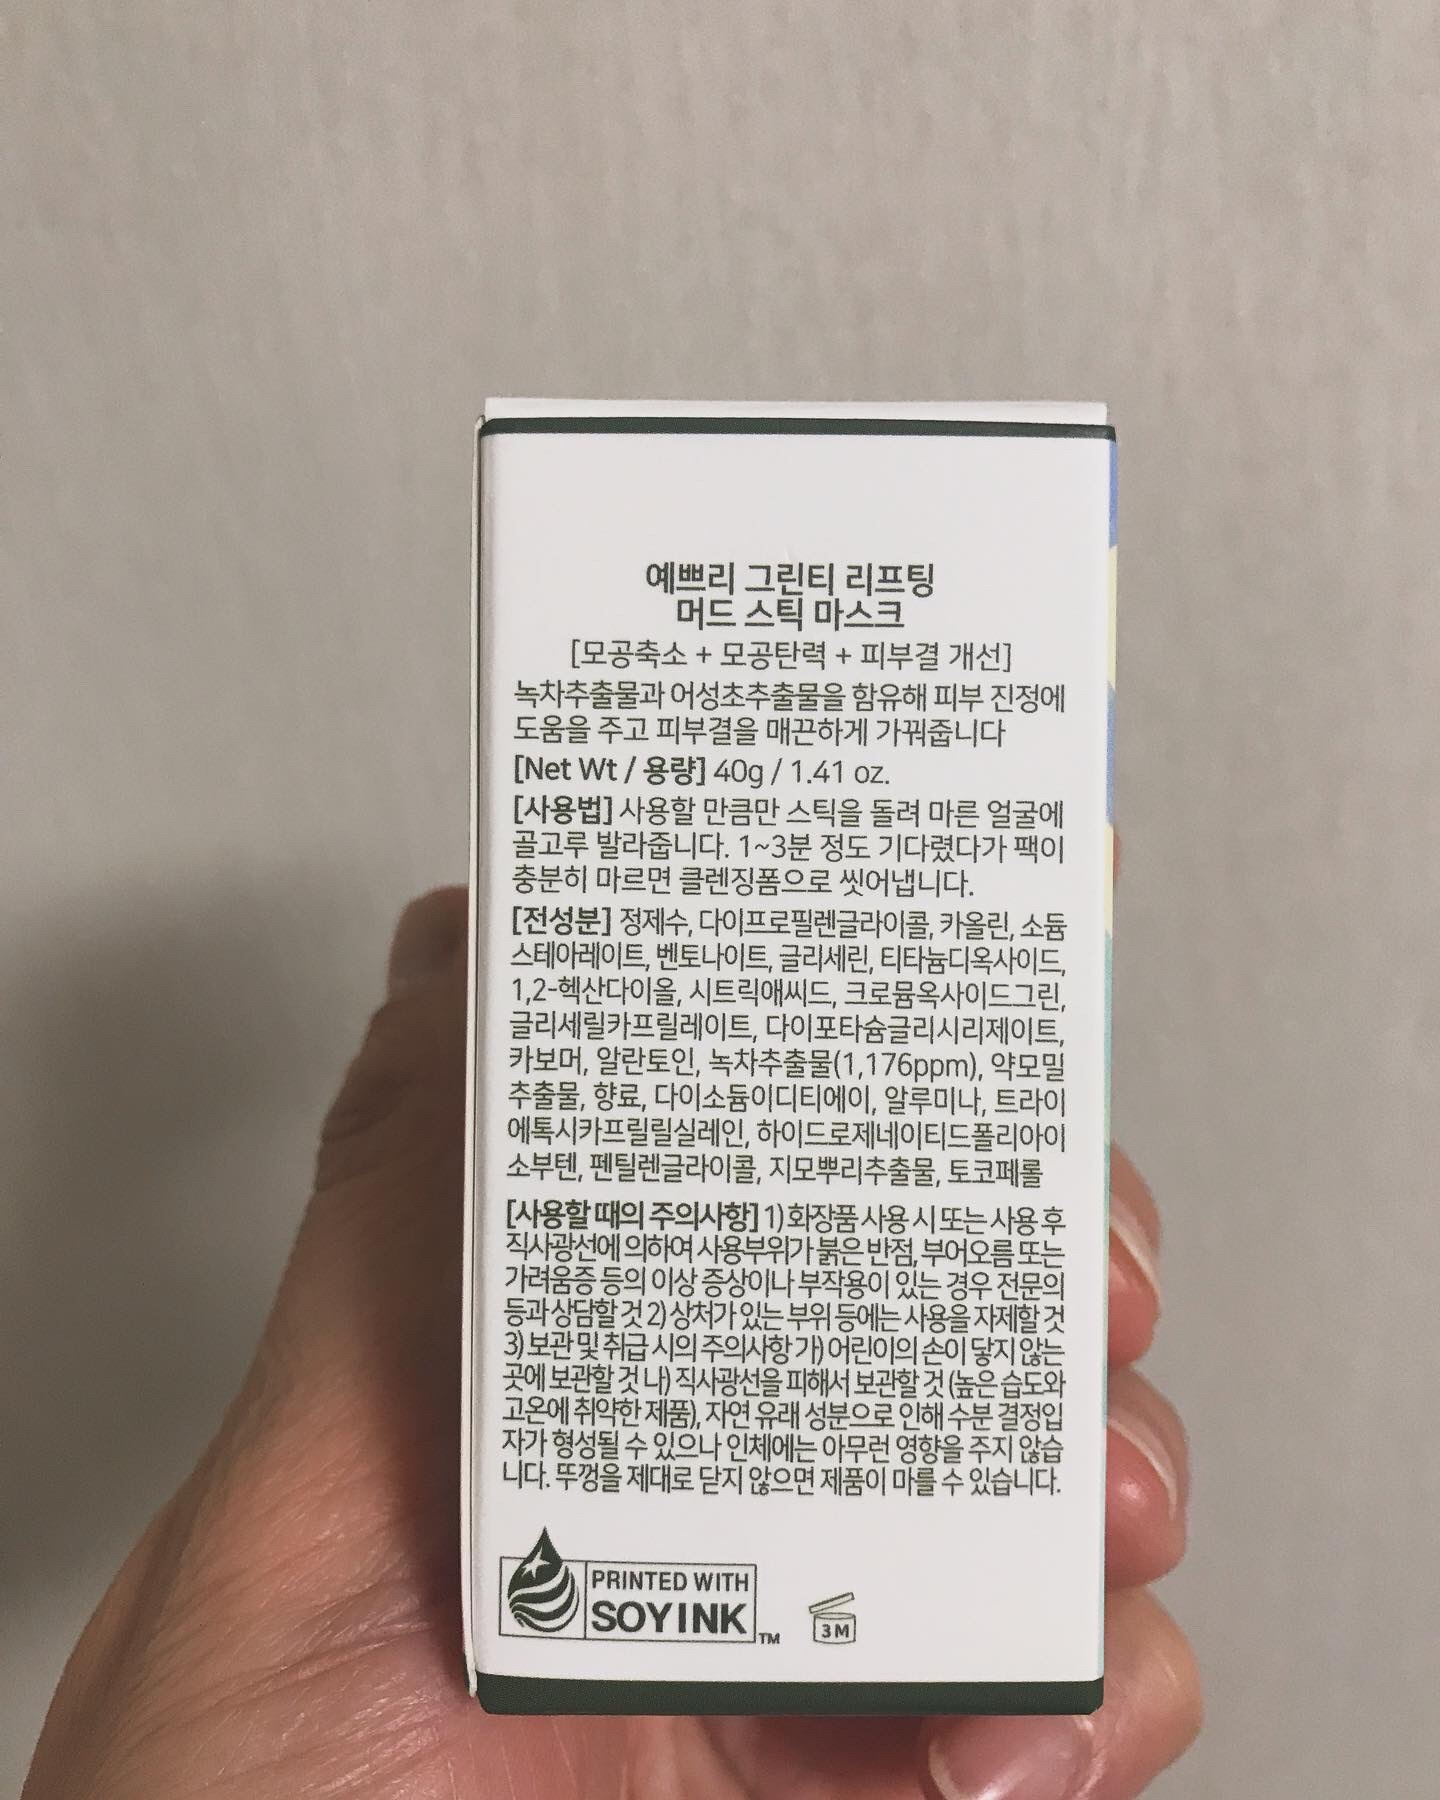 예쁘리 그린티 리프팅
머드 스틱 마스크
[모공축소 + 모공탄력 + 피부결 개선]
녹차추출물과 어성초추출물을 함유해 피부 진정에
도움을 주고 피부결을 매끈하게 가꿔줍니다
[Net Wt / 용량] 40g / 1.41 oz.
[사용법] 사용할 만큼만 스틱을 돌려 마른 얼굴에
골고루 발라줍니다. 1~3분 정도 기다렸다가 팩이
충분히 마르면 클렌징폼으로 씻어냅니다.
[전성분] 정제수, 다이프로필렌글라이콜, 카올린, 소듐
스테아레이트, 벤토나이트, 글리세린, 티타늄디옥사이드,
1,2-헥산다이올, 시트릭애씨드, 크로뮴옥사이드그린,
글리세릴카프릴레이트, 다이포타슘글리시리제이트,
카보머, 알란토인, 녹차추출물(1,176ppm), 약모밀
추출물, 향료, 다이소듐이디티에이, 알루미나, 트라이
에톡시카프릴릴실레인, 하이드로제네이티드폴리아이
소부텐, 펜틸렌글라이콜, 지모뿌리추출물, 토코페롤
[사용할 때의 주의사항] 1) 화장품 사용 시 또는 사용 후
직사광선에 의하여 사용부위가 붉은 반점, 부어오름 또는
가려움증 등의 이상 증상이나 부작용이 있는 경우 전문의
등과 상담할 것 2) 상처가 있는 부위 등에는 사용을 자제할 것
3) 보관 및 취급 시의 주의사항 가) 어린이의 손이 닿지 않는
곳에 보관할 것 나) 직사광선을 피해서 보관할 것 (높은 습도와
고온에 취약한 제품), 자연 유래 성분으로 인해 수분 결정입
자가 형성될 수 있으나 인체에는 아무런 영향을 주지 않습
니다. 뚜껑을 제대로 닫지 않으면 제품이 마를 수 있습니다.
PRINTED WITH
SOY INK TM
3M